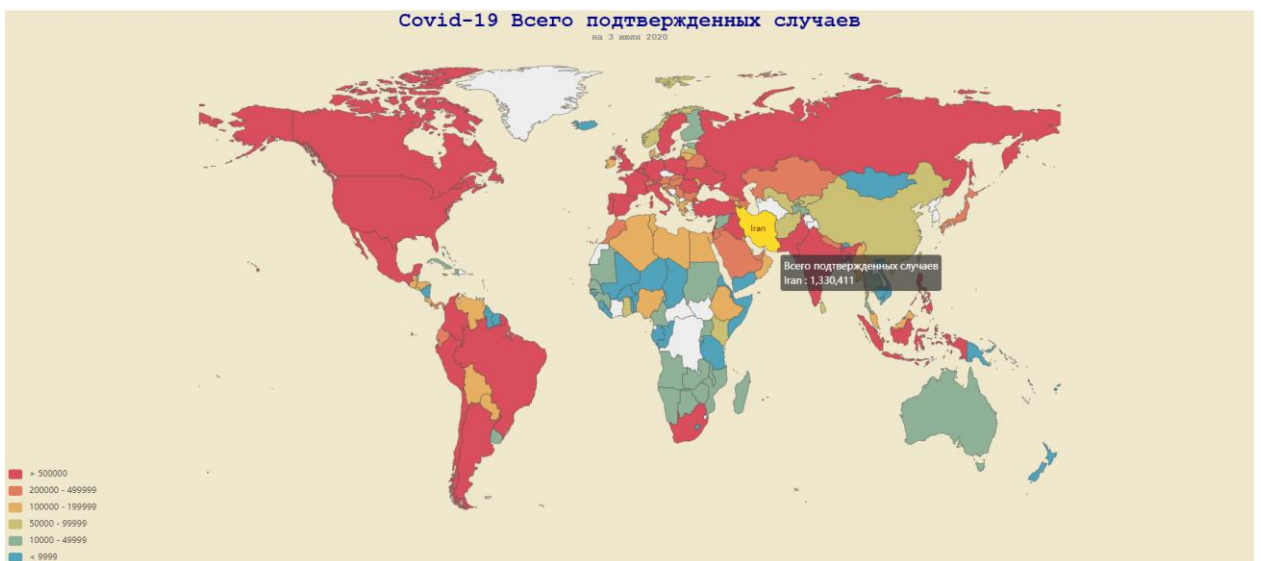 Covid-19 Всего подтвержденных случаев
на 3 июля 2020
Iran
Всего подтвержденных случаев
Iran : 1,330,411
> 500000
200000 - 499999
100000 - 199999
50000 - 99999
10000 - 49999
< 9999